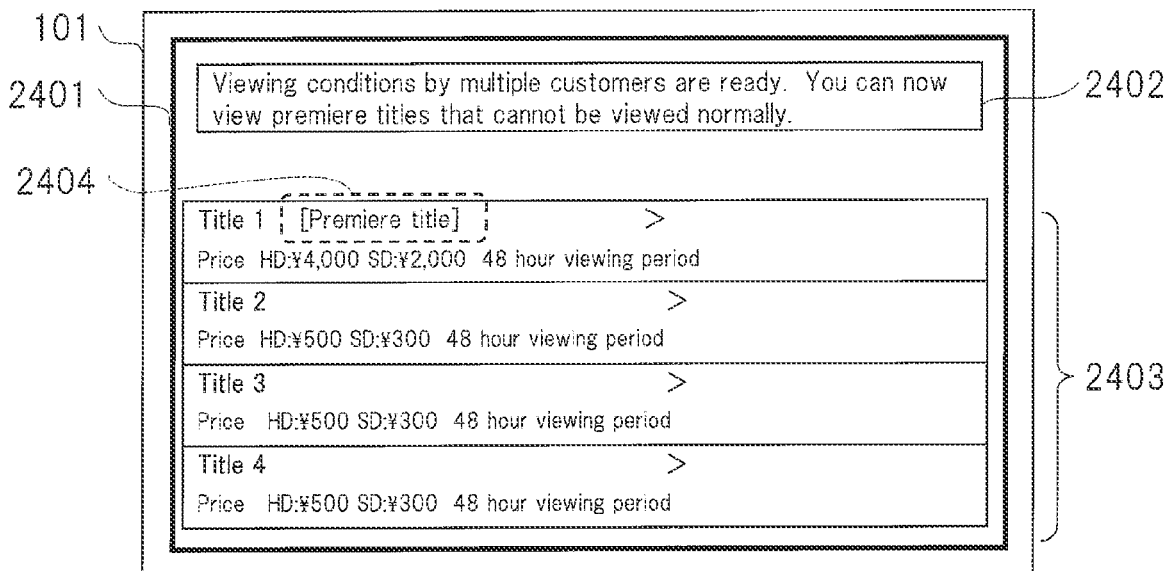 101
2401
Viewing conditions by multiple customers are ready. You can now
view premiere titles that cannot be viewed normally.
2402
2404
Title 1 [Premiere title] >
Price HD:¥4,000 SD:¥2,000 48 hour viewing period
Title 2 >
Price HD:¥500 SD:¥300 48 hour viewing period
Title 3 >
Price HD:¥500 SD:¥300 48 hour viewing period
2403
Title 4 >
Price HD:¥500 SD:¥300 48 hour viewing period